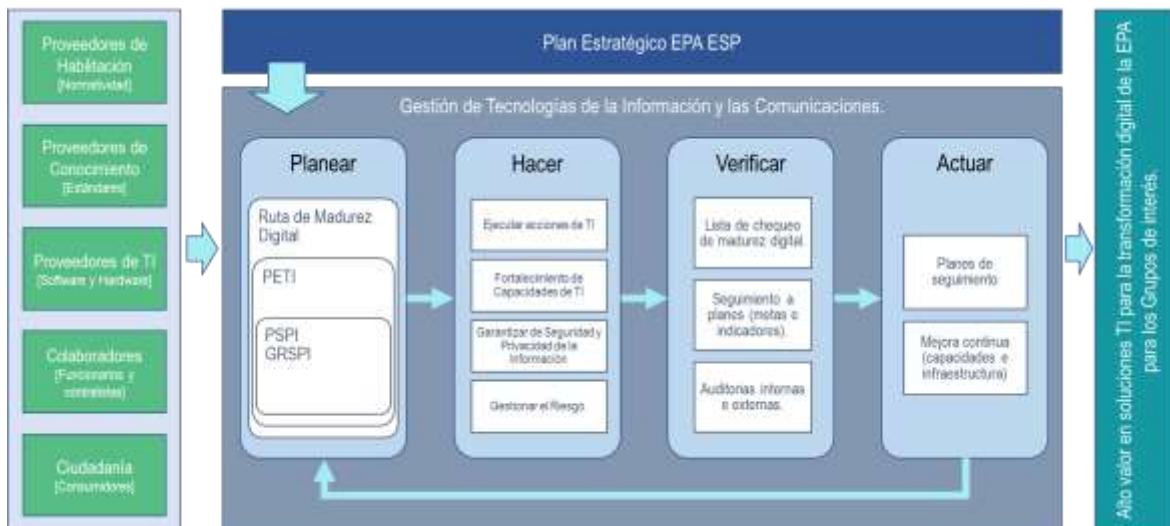 Proveedores de
Habilitación
[Normatividad]
Proveedores de
Conocimiento
[Estándares]
Proveedores de TI
[Software y Hardware]
Colaboradores
(Funcionarios y
contratistas)
Ciudadanía
[Consumidores]
Plan Estratégico EPA ESP
Gestión de Tecnologías de la Información y las Comunicaciones.
Planear
Ruta de Madurez
Digital
PETI
PSPI
GRSPI
Hacer
Ejecutar acciones de TI
Fortalecimiento de
Capacidades de TI
Garantizar de Seguridad y
Privacidad de la
Información
Gestionar el Riesgo
Verificar
Lista de chequeo
de madurez digital.
Seguimiento a
planes (metas e
indicadores).
Auditorias internas
e externas.
Actuar
Planes de
seguimiento
Mejora continua
(capacidades e
infraestructura)
Alto valor en soluciones TI para la transformación digital de la EPA
para los Grupos de interés.